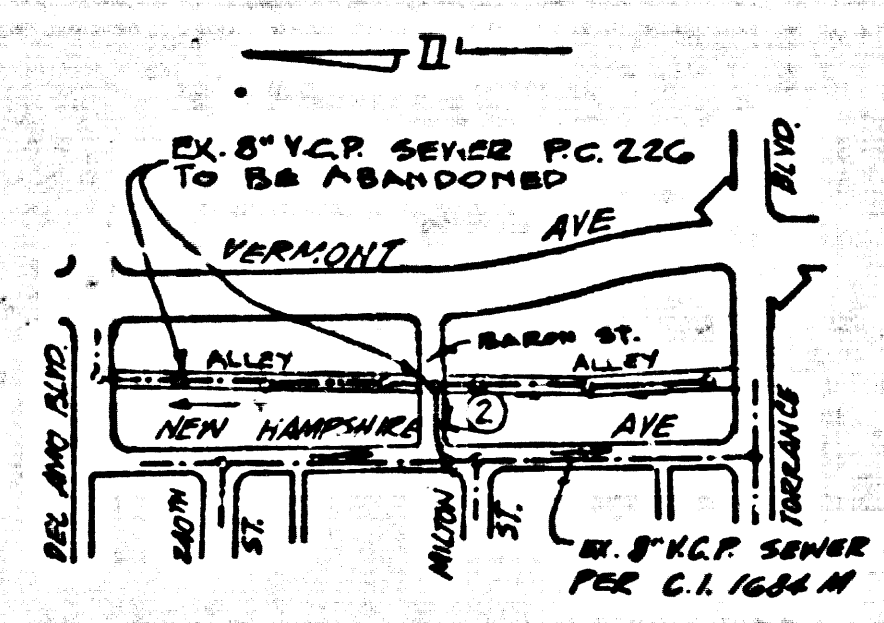 EX. 8" V.C.P. SEWER P.C. 226
TO BE ABANDONED
BLVD.
VERMONT
AVE
BARON ST.
ALLEY
ALLEY
2
NEW HAMPSHIRE
AVE
DEL AMO BLVD.
TORRANCE
240TH
ST.
MILTON
ST.
EX. 8" V.C.P. SEWER
PER C.I. 1684 M